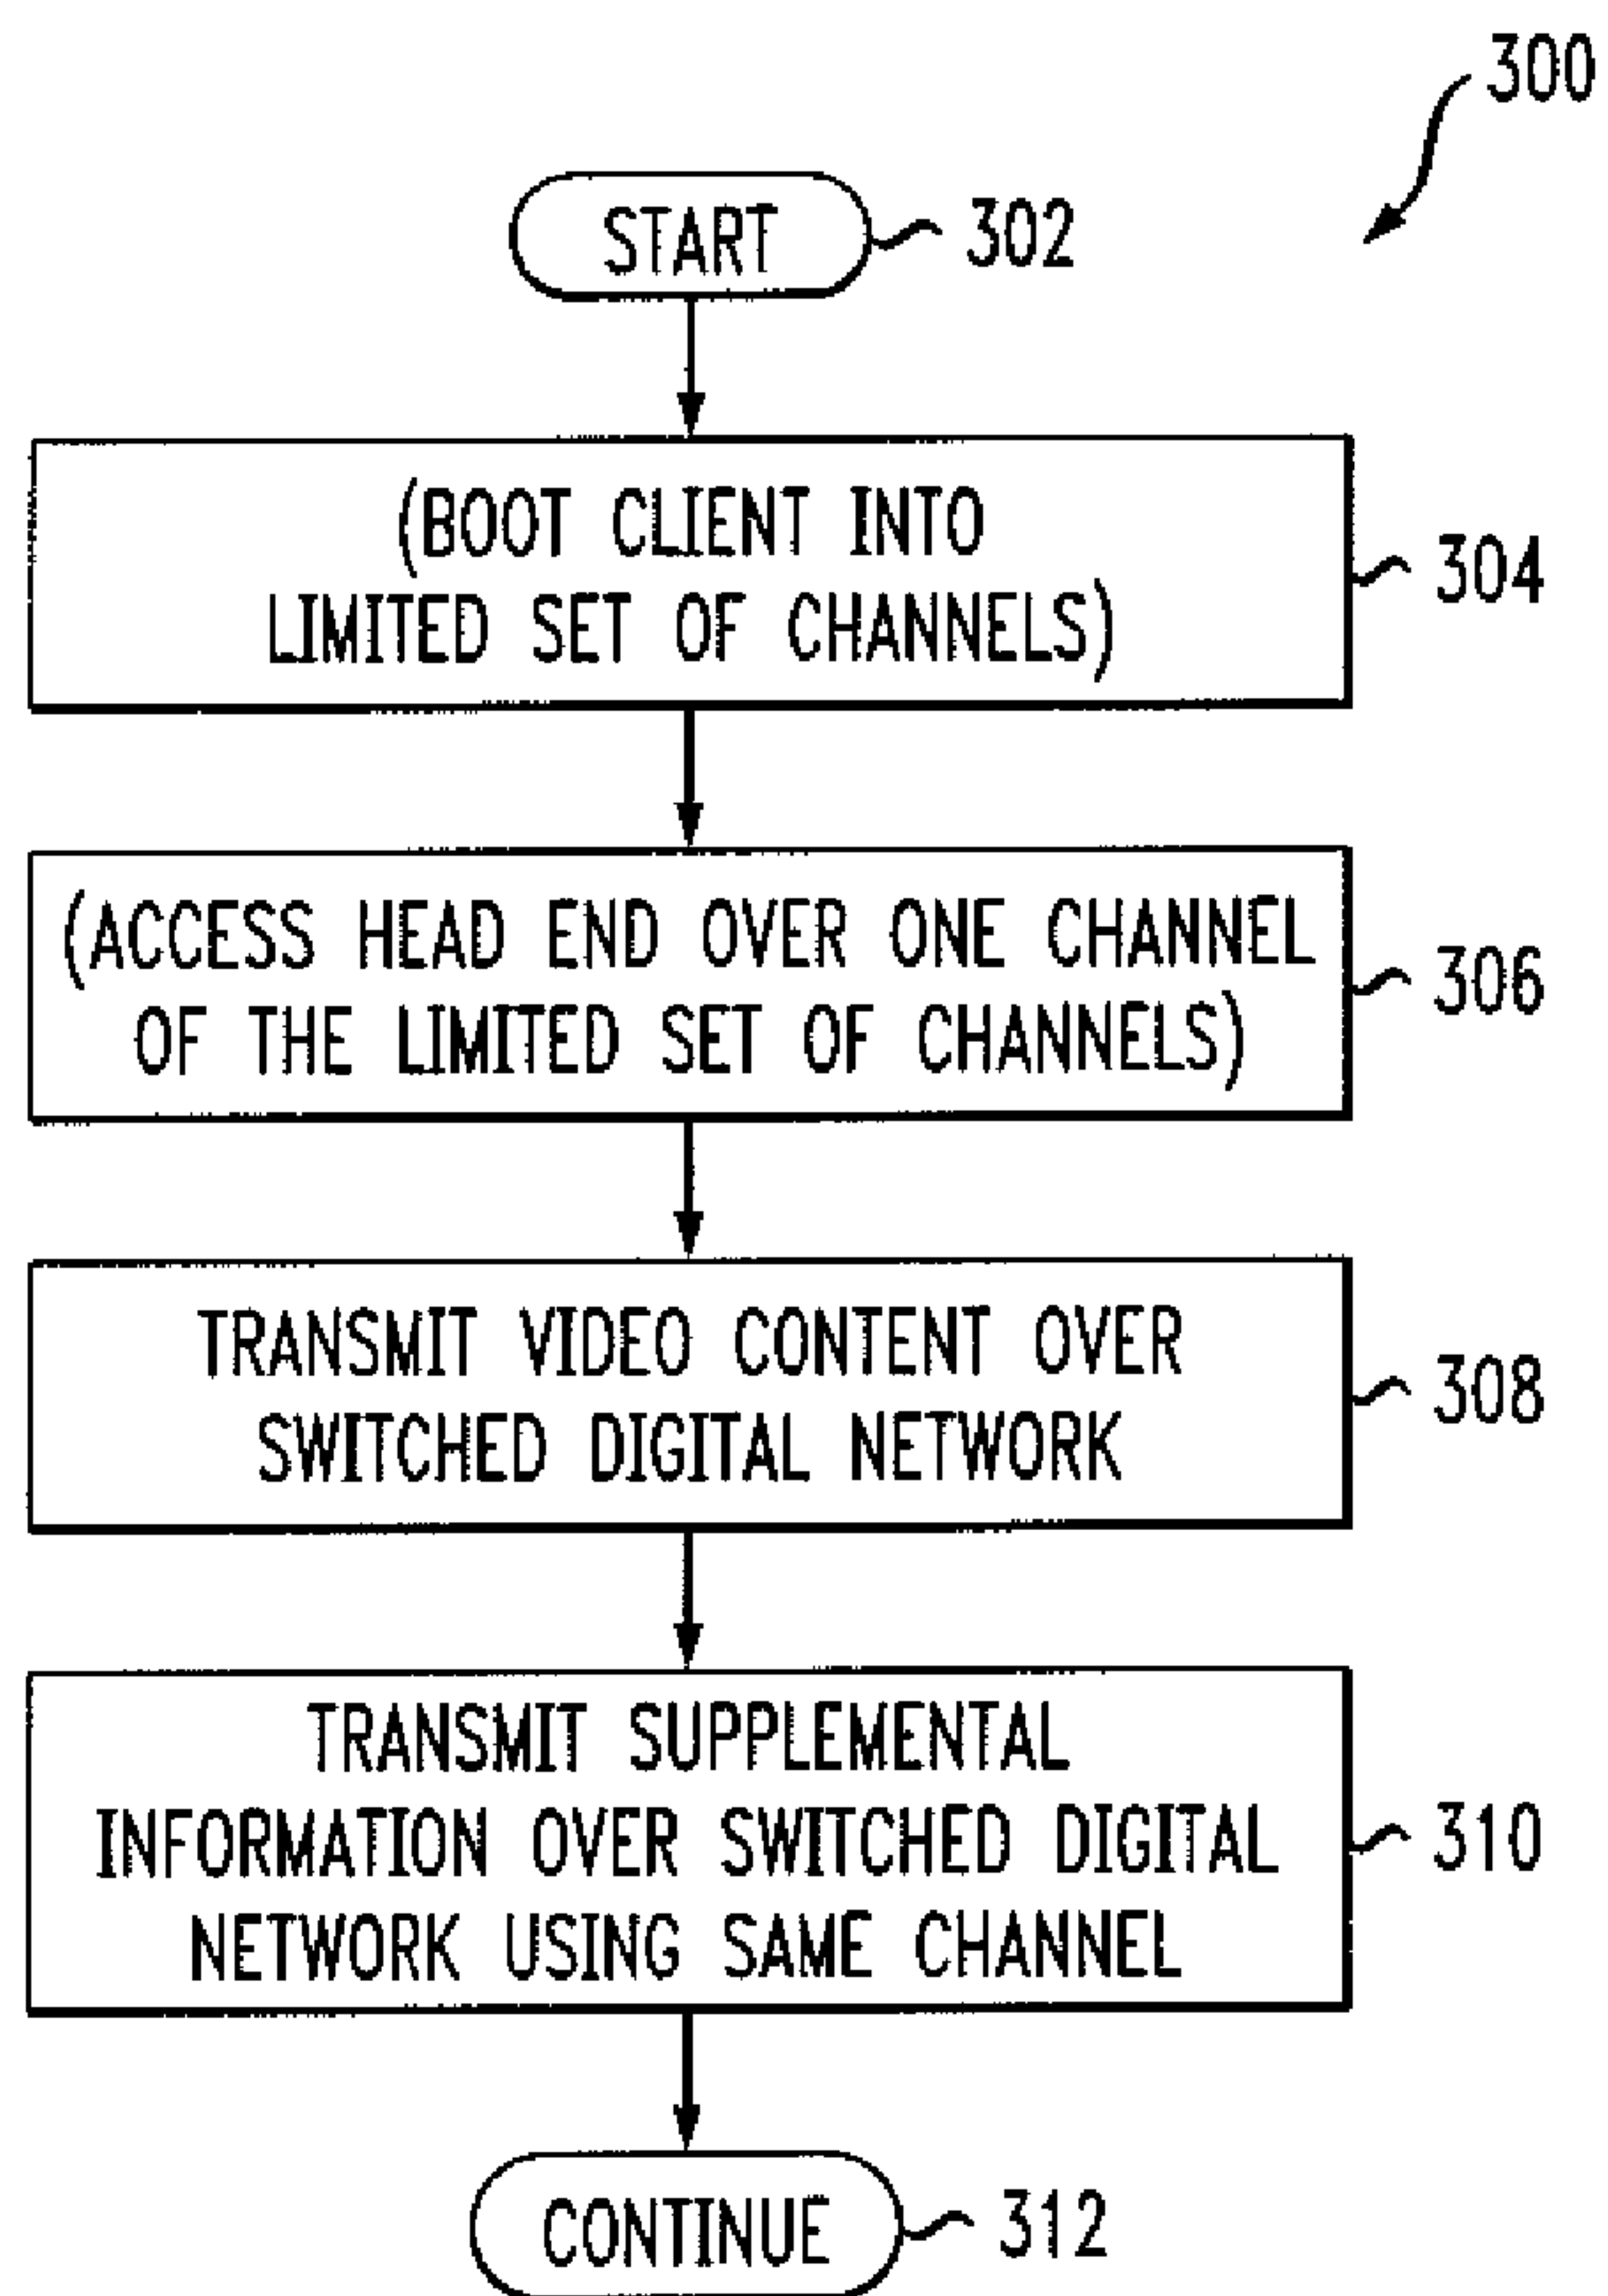 300
START
302
(BOOT CLIENT INTO
LIMITED SET OF CHANNELS)
304
(ACCESS HEAD END OVER ONE CHANNEL
OF THE LIMITED SET OF CHANNELS)
306
TRANSMIT VIDEO CONTENT OVER
SWITCHED DIGITAL NETWORK
308
TRANSMIT SUPPLEMENTAL
INFORMATION OVER SWITCHED DIGITAL
NETWORK USING SAME CHANNEL
310
CONTINUE
312